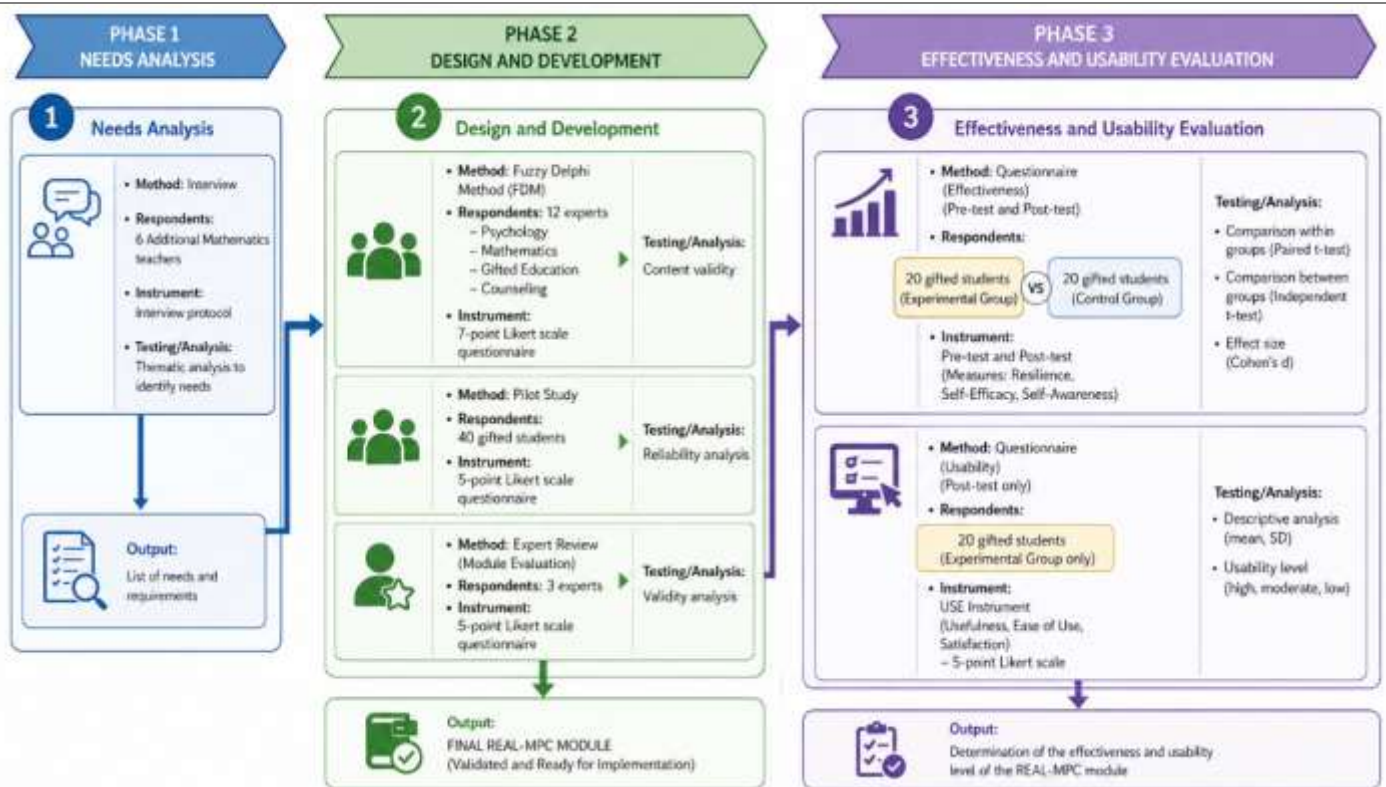 PHASE 1
NEEDS ANALYSIS
PHASE 2
DESIGN AND DEVELOPMENT
PHASE 3
EFFECTIVENESS AND USABILITY EVALUATION
1
Needs Analysis
• Method: Interview
• Respondents:
6 Additional Mathematics
teachers
• Instrument:
Interview protocol
• Testing/Analysis:
Thematic analysis to
identify needs
Output:
List of needs and
requirements
2
Design and Development
• Method: Fuzzy Delphi
Method (FDM)
• Respondents: 12 experts
– Psychology
– Mathematics
– Gifted Education
– Counseling
• Instrument:
7-point Likert scale
questionnaire
Testing/Analysis:
Content validity
• Method: Pilot Study
• Respondents:
40 gifted students
• Instrument:
5-point Likert scale
questionnaire
Testing/Analysis:
Reliability analysis
• Method: Expert Review
(Module Evaluation)
• Respondents: 3 experts
• Instrument:
5-point Likert scale
questionnaire
Testing/Analysis:
Validity analysis
Output:
FINAL REAL-MPC MODULE
(Validated and Ready for Implementation)
3
Effectiveness and Usability Evaluation
• Method: Questionnaire
(Effectiveness)
(Pre-test and Post-test)
• Respondents:
20 gifted students
(Experimental Group)
VS
20 gifted students
(Control Group)
• Instrument:
Pre-test and Post-test
(Measures: Resilience,
Self-Efficacy, Self-Awareness)
Testing/Analysis:
• Comparison within
groups (Paired t-test)
• Comparison between
groups (Independent
t-test)
• Effect size
(Cohen's d)
• Method: Questionnaire
(Usability)
(Post-test only)
• Respondents:
20 gifted students
(Experimental Group only)
• Instrument:
USE Instrument
(Usefulness, Ease of Use,
Satisfaction)
– 5-point Likert scale
Testing/Analysis:
• Descriptive analysis
(mean, SD)
• Usability level
(high, moderate, low)
Output:
Determination of the effectiveness and usability
level of the REAL-MPC module